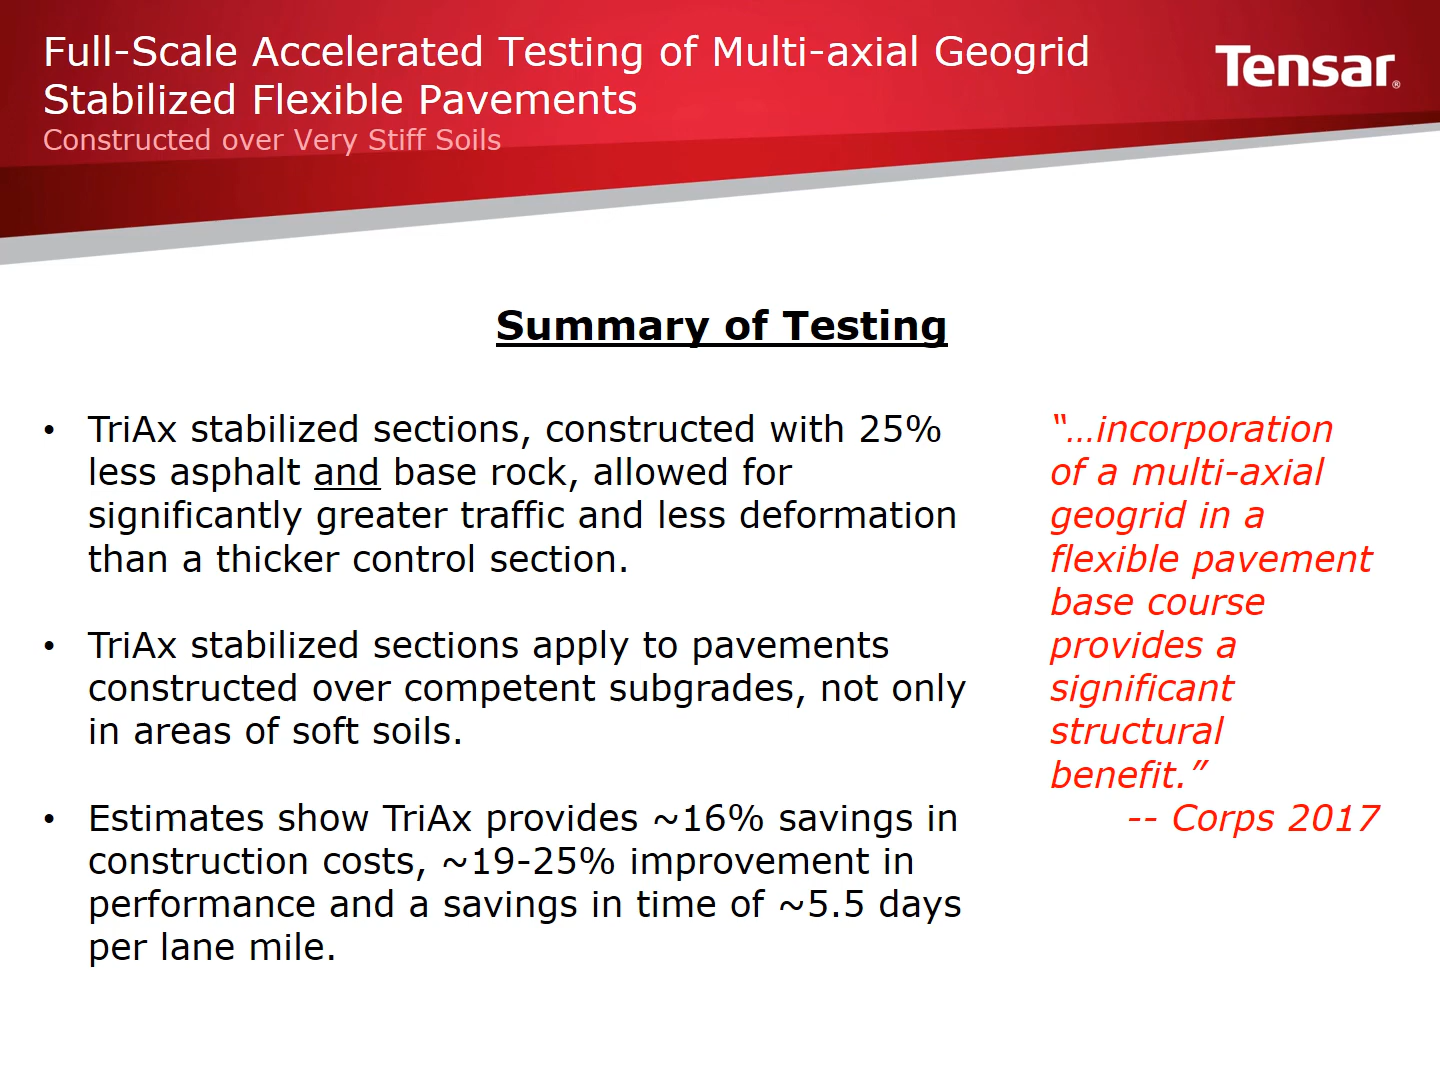 Full-Scale Accelerated Testing of Multi-axial Geogrid
Stabilized Flexible Pavements
Constructed over Very Stiff Soils
Tensar®
Summary of Testing
• TriAx stabilized sections, constructed with 25%
less asphalt and base rock, allowed for
significantly greater traffic and less deformation
than a thicker control section.
• TriAx stabilized sections apply to pavements
constructed over competent subgrades, not only
in areas of soft soils.
• Estimates show TriAx provides ~16% savings in
construction costs, ~19-25% improvement in
performance and a savings in time of ~5.5 days
per lane mile.
“…incorporation
of a multi-axial
geogrid in a
flexible pavement
base course
provides a
significant
structural
benefit.”
-- Corps 2017